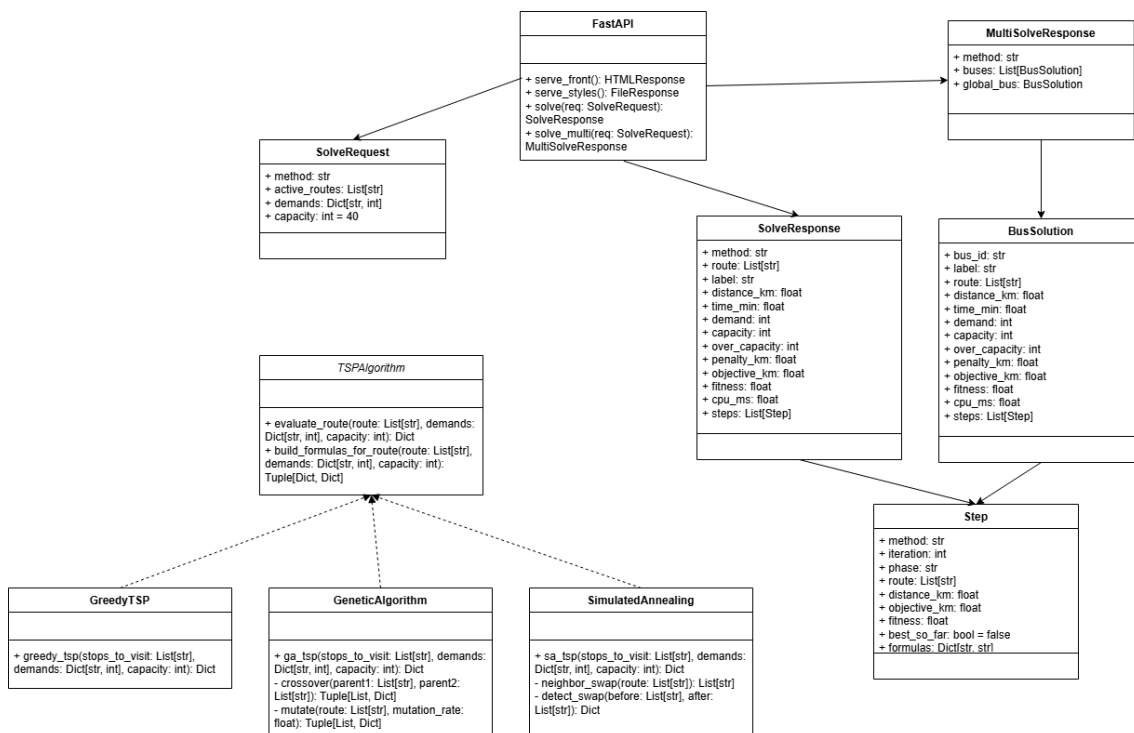 FastAPI
+ serve_front(): HTMLResponse
+ serve_styles(): FileResponse
+ solve(req: SolveRequest):
SolveResponse
+ solve_multi(req: SolveRequest):
MultiSolveResponse
MultiSolveResponse
+ method: str
+ buses: List[BusSolution]
+ global_bus: BusSolution
SolveRequest
+ method: str
+ active_routes: List[str]
+ demands: Dict[str, int]
+ capacity: int = 40
SolveResponse
+ method: str
+ route: List[str]
+ label: str
+ distance_km: float
+ time_min: float
+ demand: int
+ capacity: int
+ over_capacity: int
+ penalty_km: float
+ objective_km: float
+ fitness: float
+ cpu_ms: float
+ steps: List[Step]
BusSolution
+ bus_id: str
+ label: str
+ route: List[str]
+ distance_km: float
+ time_min: float
+ demand: int
+ capacity: int
+ over_capacity: int
+ penalty_km: float
+ objective_km: float
+ fitness: float
+ cpu_ms: float
+ steps: List[Step]
TSPAlgorithm
+ evaluate_route(route: List[str], demands:
Dict[str, int], capacity: int): Dict
+ build_formulas_for_route(route: List[str],
demands: Dict[str, int], capacity: int):
Tuple[Dict, Dict]
Step
+ method: str
+ iteration: int
+ phase: str
+ route: List[str]
+ distance_km: float
+ objective_km: float
+ fitness: float
+ best_so_far: bool = false
+ formulas: Dict[str, str]
GreedyTSP
+ greedy_tsp(stops_to_visit: List[str],
demands: Dict[str, int], capacity: int): Dict
GeneticAlgorithm
+ ga_tsp(stops_to_visit: List[str], demands:
Dict[str, int], capacity: int): Dict
- crossover(parent1: List[str], parent2:
List[str]): Tuple[List, Dict]
- mutate(route: List[str], mutation_rate:
float): Tuple[List, Dict]
SimulatedAnnealing
+ sa_tsp(stops_to_visit: List[str], demands:
Dict[str, int], capacity: int): Dict
- neighbor_swap(route: List[str]): List[str]
- detect_swap(before: List[str], after:
List[str]): Dict